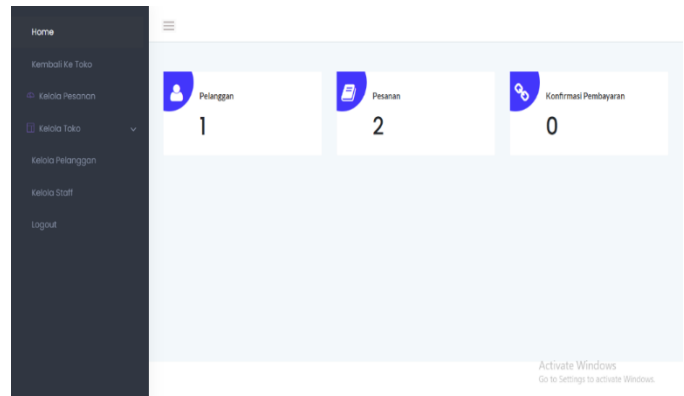 Home
Kembali Ke Toko
Kelola Pesanan
Kelola Toko
Kelola Pelanggan
Kelola Staff
Logout
Pelanggan
1
Pesanan
2
Konfirmasi Pembayaran
0
Activate Windows
Go to Settings to activate Windows.